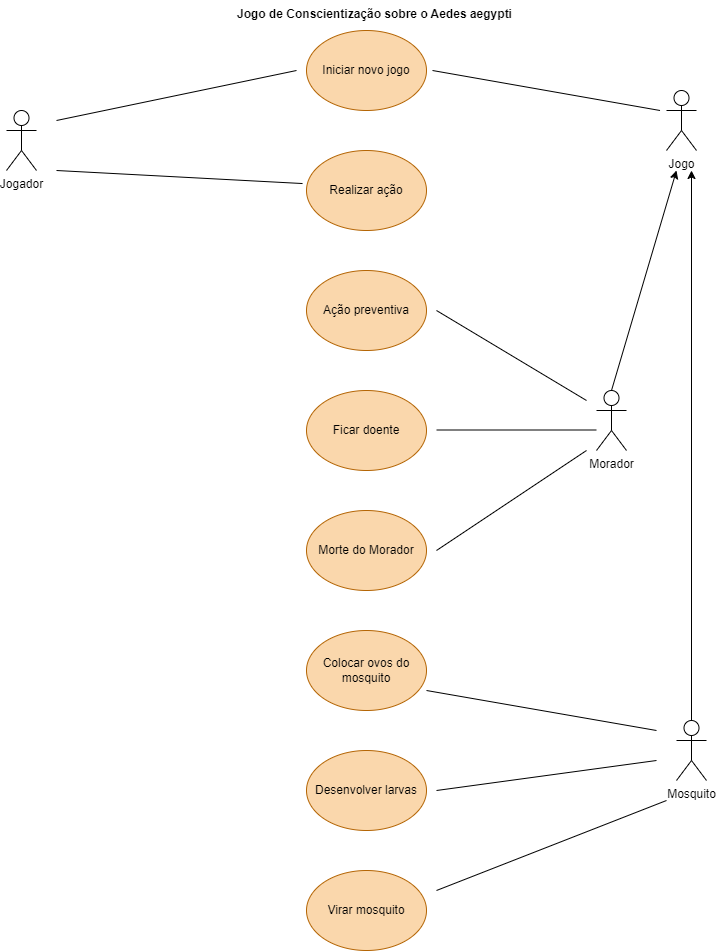 Jogo de Conscientização sobre o Aedes aegypti
Iniciar novo jogo
Jogo
Jogador
Realizar ação
Ação preventiva
Ficar doente
Morador
Morte do Morador
Colocar ovos do
mosquito
Desenvolver larvas
Mosquito
Virar mosquito